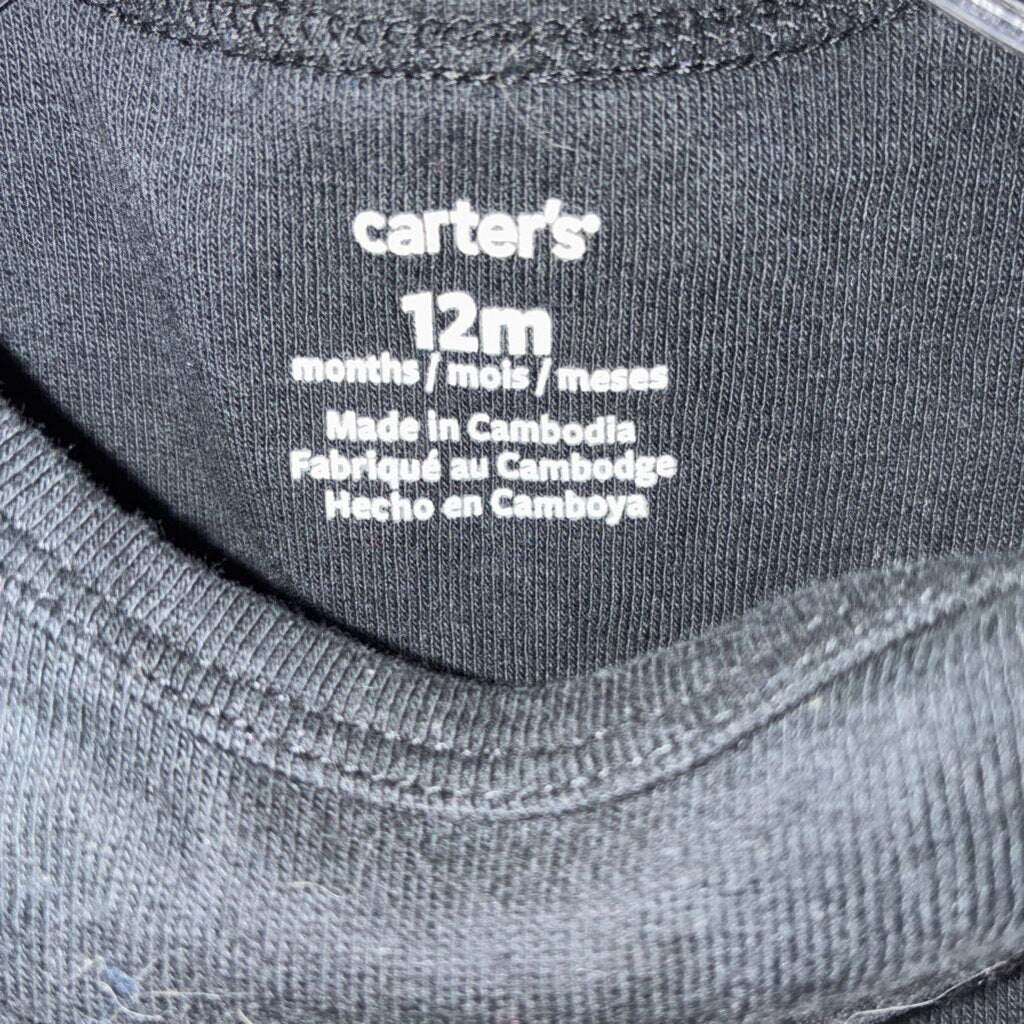 carter's
12m
months / mois / meses
Made in Cambodia
Fabriqué au Cambodge
Hecho en Camboya